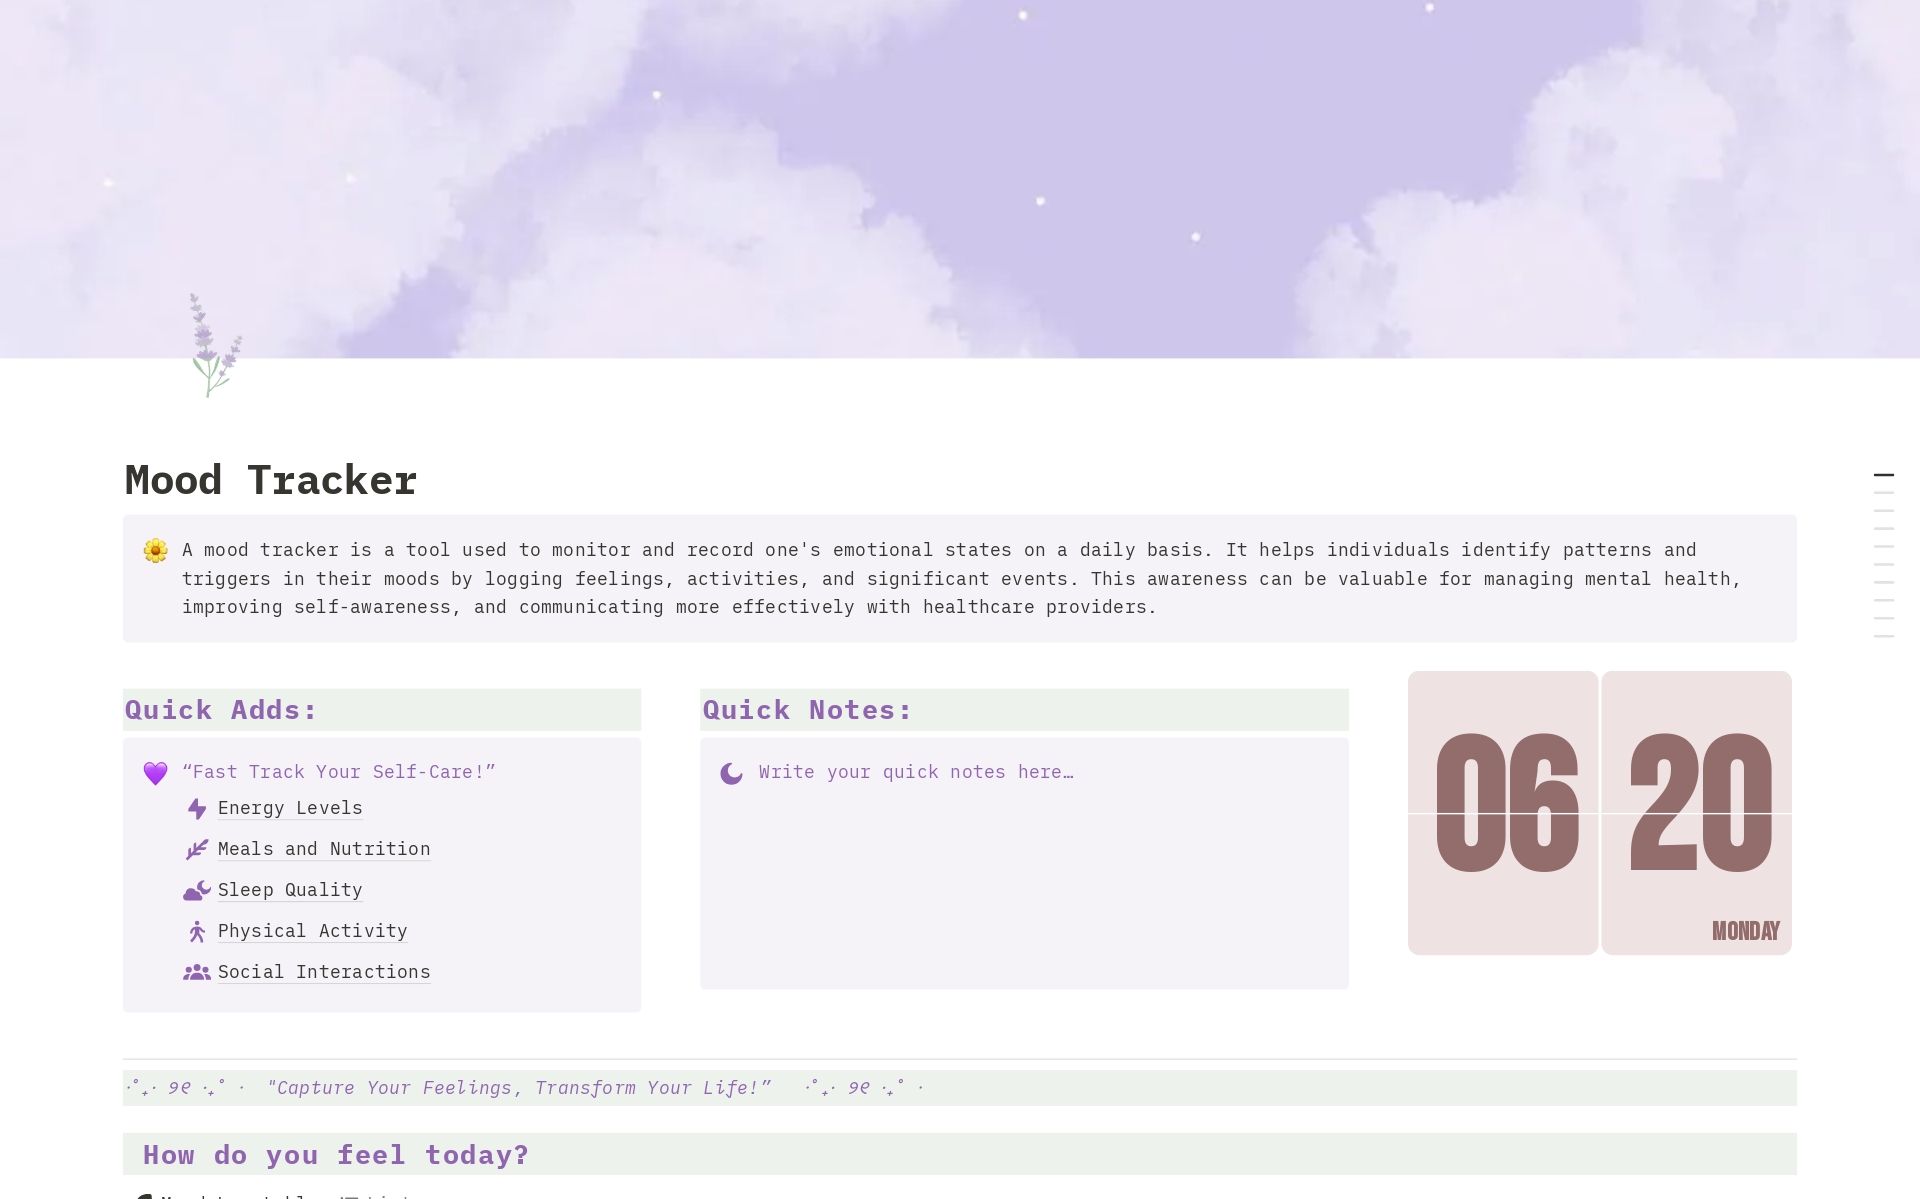 Mood Tracker
A mood tracker is a tool used to monitor and record one's emotional states on a daily basis. It helps individuals identify patterns and
triggers in their moods by logging feelings, activities, and significant events. This awareness can be valuable for managing mental health,
improving self-awareness, and communicating more effectively with healthcare providers.
Quick Adds:
“Fast Track Your Self-Care!”
Energy Levels
Meals and Nutrition
Sleep Quality
Physical Activity
Social Interactions
Quick Notes:
Write your quick notes here…
06 20
MONDAY
‧͙⁺˚*･༓☾ "Capture Your Feelings, Transform Your Life!”
How do you feel today?